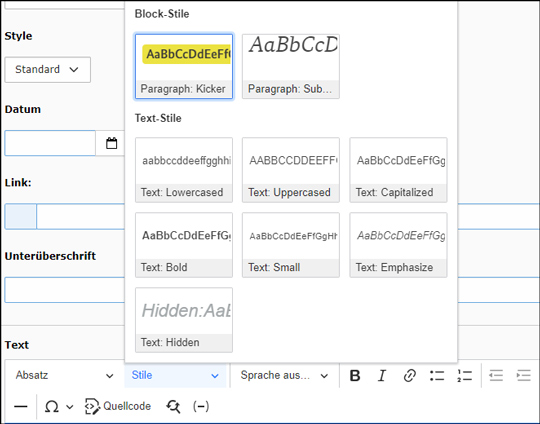 Block-Stile
Style
AaBbCcDdEeFfG
AaBbCcD
Standard
Paragraph: Kicker
Paragraph: Sub...
Datum
Text-Stile
aabbccddeeffgghhi
AABBCCDDEEFF
AaBbCcDdEeFfGg
Text: Lowercased
Text: Uppercased
Text: Capitalized
Link:
AaBbCcDdEeFfGg
AaBbCcDdEeFfGgHh
AaBbCcDdEeFfGg
Unterüberschrift
Text: Bold
Text: Small
Text: Emphasize
Hidden:AaB
Text: Hidden
Text
Absatz
Stile
Sprache aus...
B
I
Ω
Quellcode